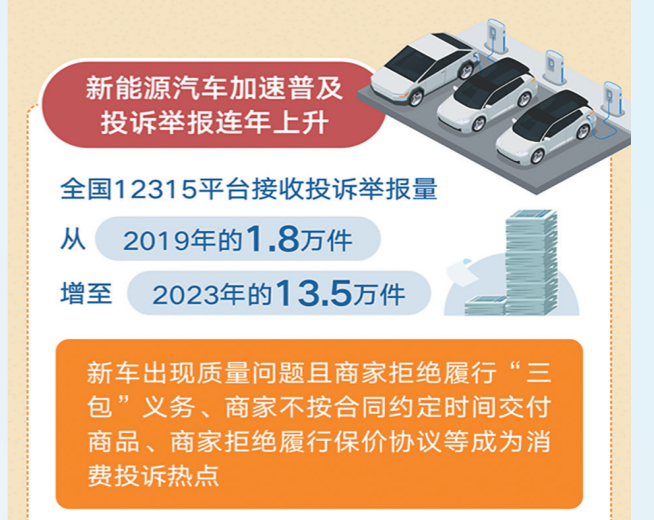 新能源汽车加速普及
投诉举报连年上升
全国12315平台接收投诉举报量
从 2019年的1.8万件
增至 2023年的13.5万件
新车出现质量问题且商家拒绝履行“三
包”义务、商家不按合同约定时间交付
商品、商家拒绝履行保价协议等成为消
费投诉热点